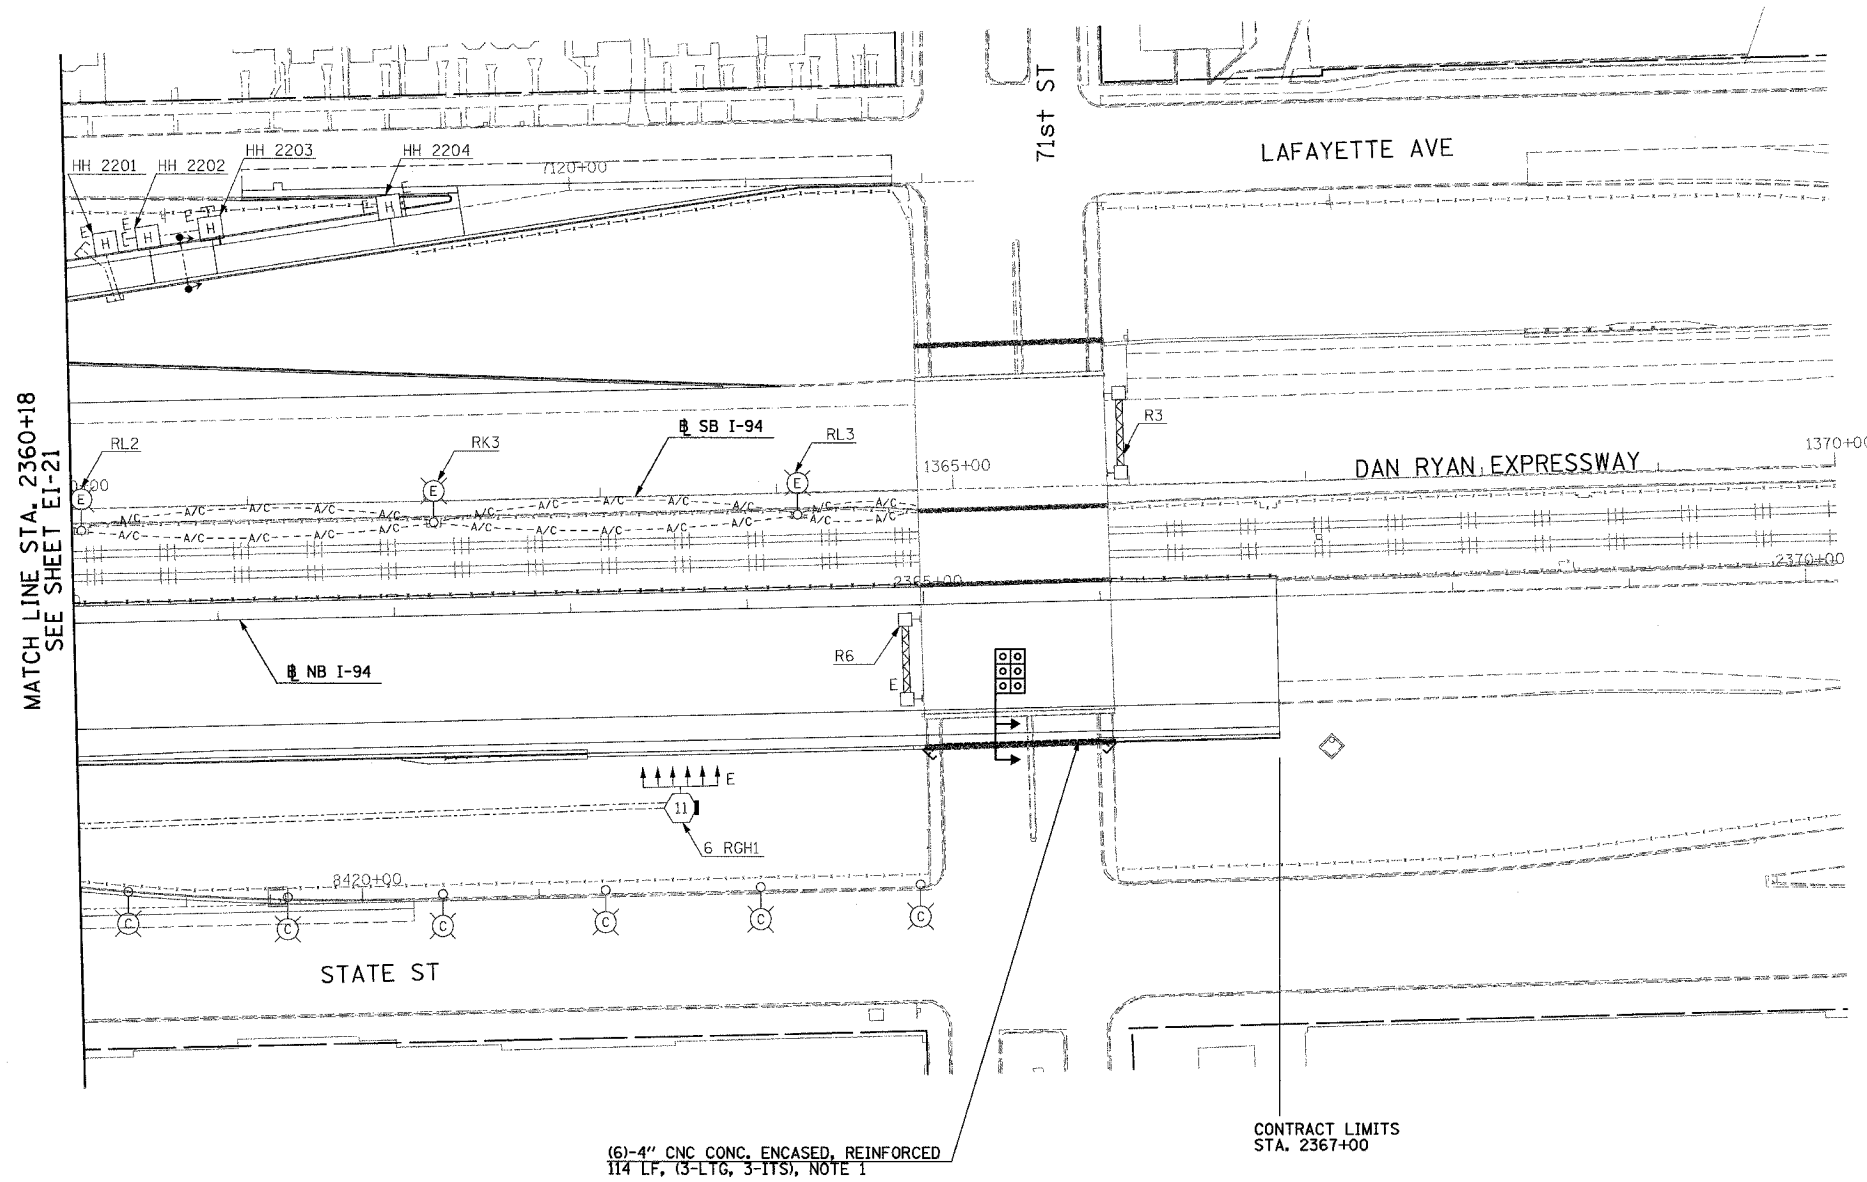 71st ST
LAFAYETTE AVE
HH 2201
HH 2202
HH 2203
HH 2204
7120+00
E
E
E
H
H
H
H
MATCH LINE STA. 2360+18
SEE SHEET EI-21
RL2
RK3
℄ SB I-94
RL3
R3
1365+00
DAN RYAN EXPRESSWAY
1370+00
0+00
E
E
E
A/C A/C A/C A/C A/C A/C A/C A/C A/C A/C A/C A/C
A/C A/C A/C A/C A/C A/C A/C A/C A/C A/C A/C A/C
2365+00
2370+00
R6
E
℄ NB I-94
E
11
6 RGH1
8420+00
C C C C C C
STATE ST
(6)-4" CNC CONC. ENCASED, REINFORCED
114 LF, (3-LTG, 3-ITS), NOTE 1
CONTRACT LIMITS
STA. 2367+00